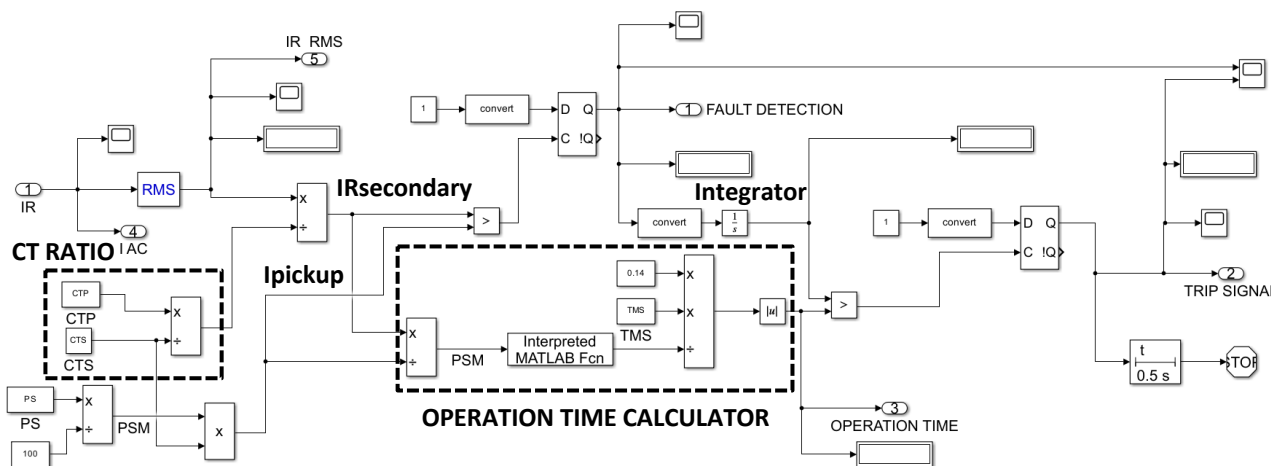 IR RMS
5
1
convert
D Q
C !Q
1
FAULT DETECTION
1
IR
RMS
4
I AC
x
÷
IRsecondary
>
Integrator
convert
1
s
1
convert
D Q
C !Q
2
TRIP SIGNAL
CT RATIO
CTP
CTP
CTS
CTS
x
÷
Ipickup
0.14
TMS
TMS
x
x
÷
|u|
>
x
÷
PSM
Interpreted
MATLAB Fcn
OPERATION TIME CALCULATOR
t
0.5 s
STOP
PS
PS
100
x
÷
PSM
x
3
OPERATION TIME